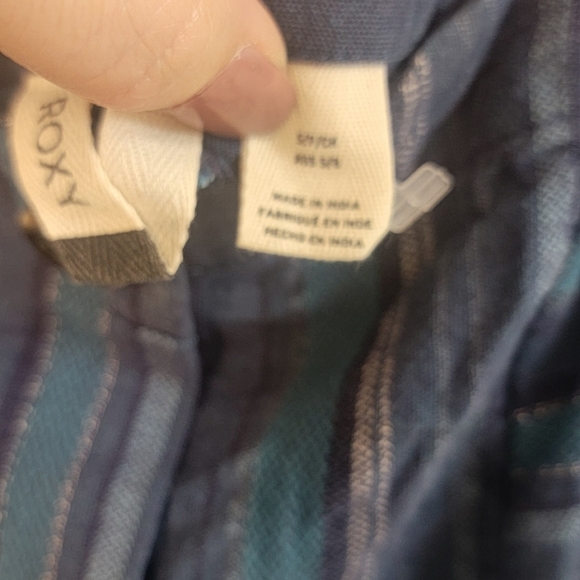 ROXY
MADE IN INDIA
FABRIQUÉ EN INDE
HECHO EN INDIA